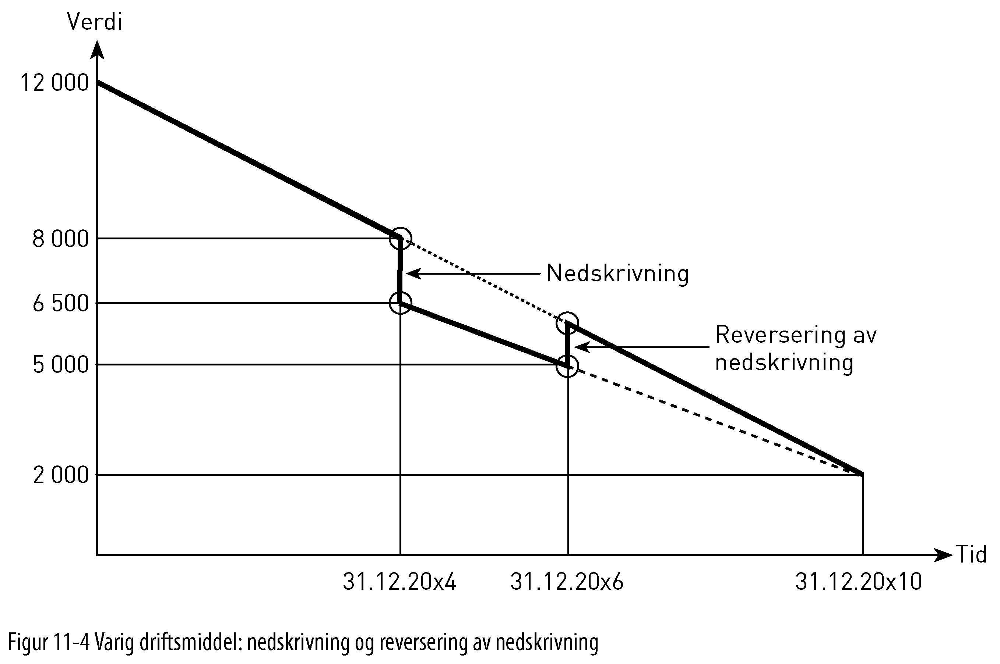 Verdi
12 000
8 000
Nedskrivning
6 500
Reversering av
nedskrivning
5 000
2 000
Tid
31.12.20x4
31.12.20x6
31.12.20x10
Figur 11-4 Varig driftsmiddel: nedskrivning og reversering av nedskrivning